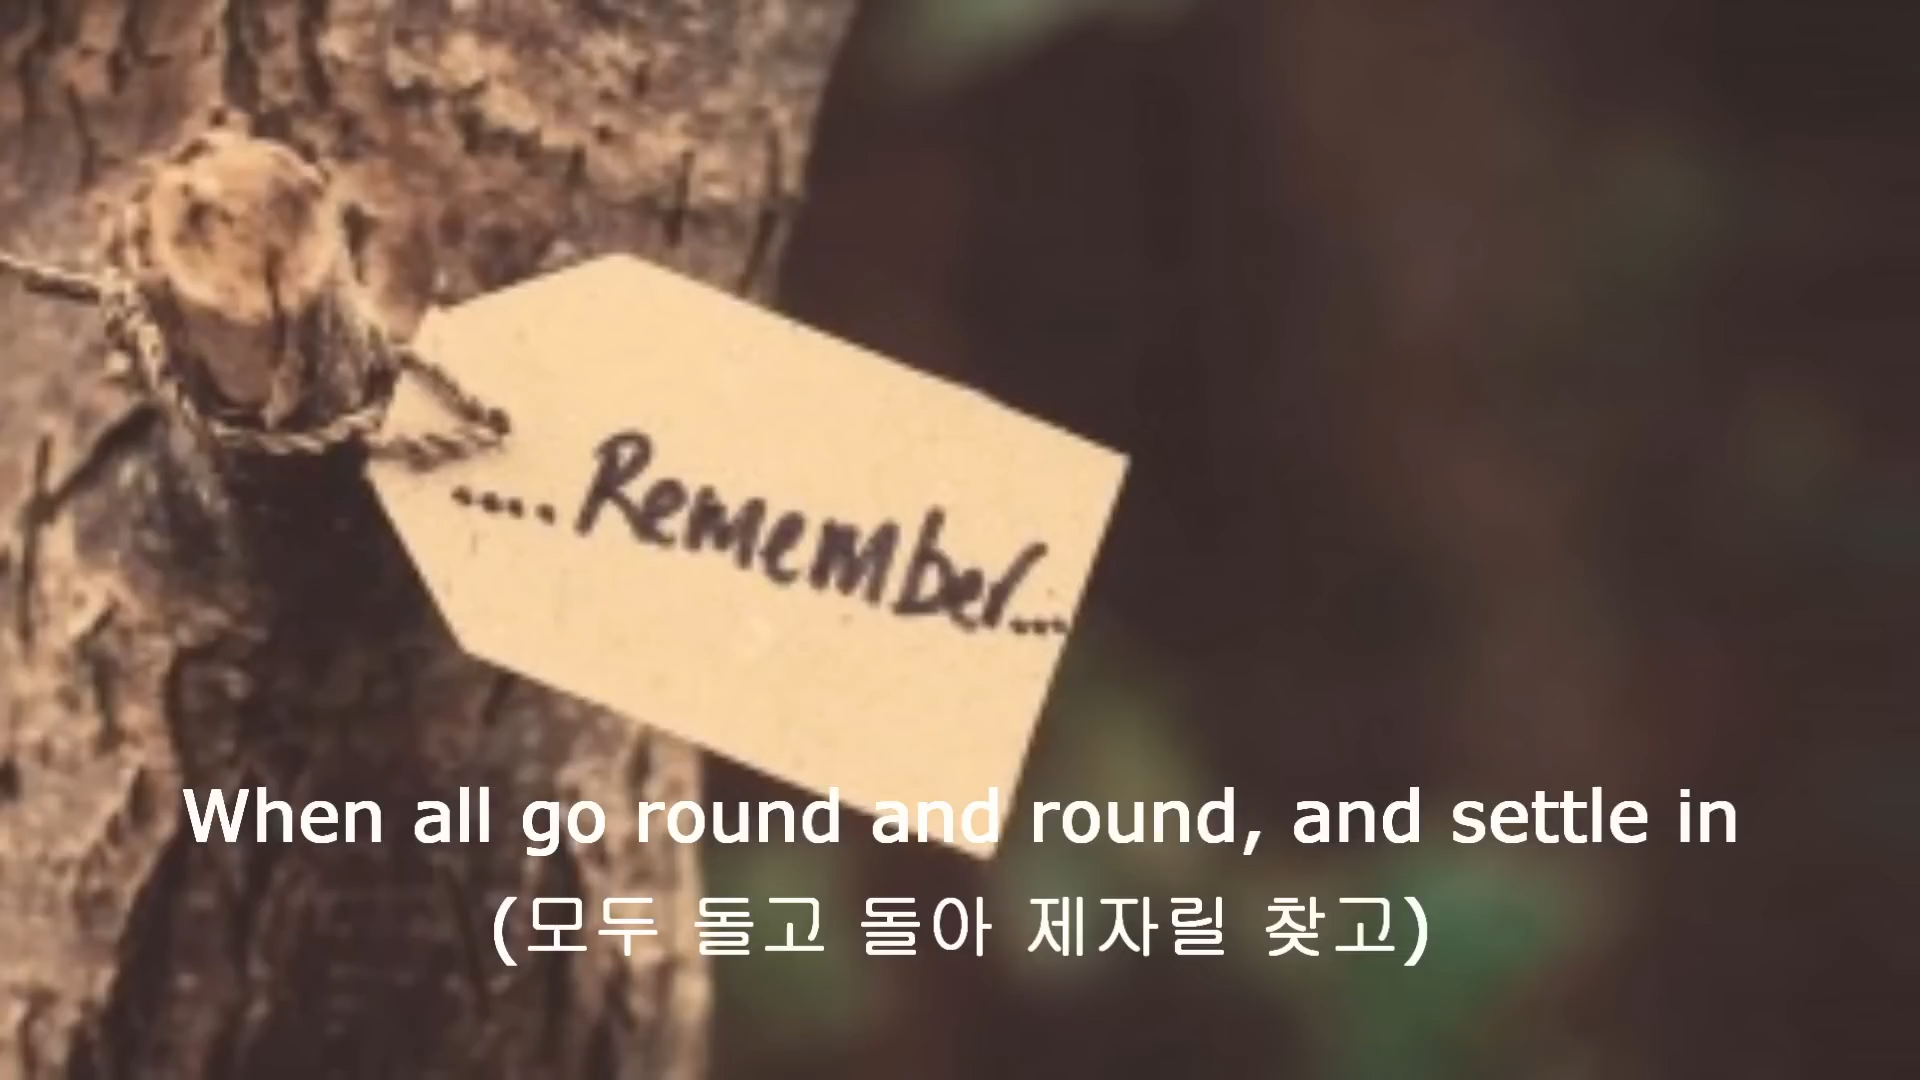 .... Remember...
When all go round and round, and settle in
(모두 돌고 돌아 제자릴 찾고)